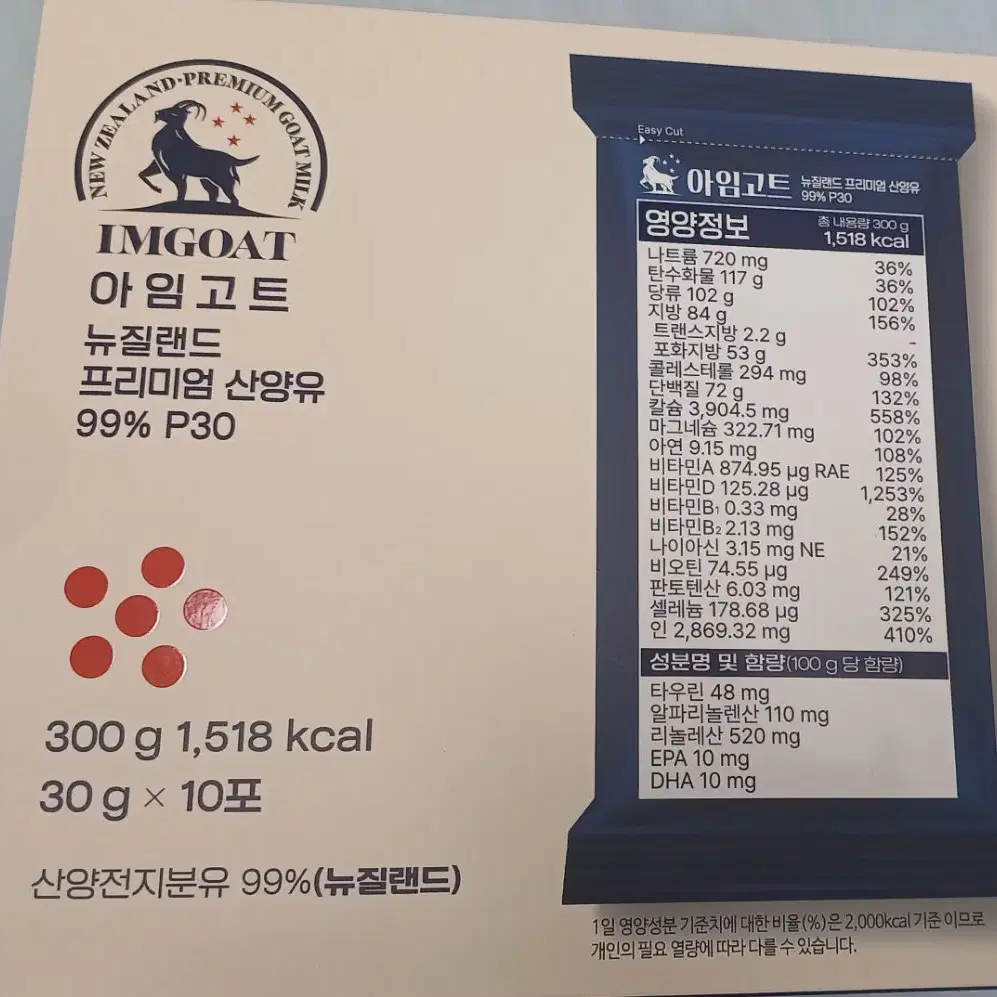 NEW ZEALAND·PREMIUM GOAT MILK
IMGOAT
아임고트
뉴질랜드
프리미엄 산양유
99% P30
300 g 1,518 kcal
30 g × 10포
산양전지분유 99%(뉴질랜드)
Easy Cut
아임고트 뉴질랜드 프리미엄 산양유
99% P30
영양정보 총 내용량 300 g
1,518 kcal
나트륨 720 mg 36%
탄수화물 117 g 36%
당류 102 g 102%
지방 84 g 156%
트랜스지방 2.2 g -
포화지방 53 g 353%
콜레스테롤 294 mg 98%
단백질 72 g 132%
칼슘 3,904.5 mg 558%
마그네슘 322.71 mg 102%
아연 9.15 mg 108%
비타민A 874.95 μg RAE 125%
비타민D 125.28 μg 1,253%
비타민B₁ 0.33 mg 28%
비타민B₂ 2.13 mg 152%
나이아신 3.15 mg NE 21%
비오틴 74.55 μg 249%
판토텐산 6.03 mg 121%
셀레늄 178.68 μg 325%
인 2,869.32 mg 410%
성분명 및 함량(100 g 당 함량)
타우린 48 mg
알파리놀렌산 110 mg
리놀레산 520 mg
EPA 10 mg
DHA 10 mg
1일 영양성분 기준치에 대한 비율(%)은 2,000kcal 기준 이므로
개인의 필요 열량에 따라 다를 수 있습니다.